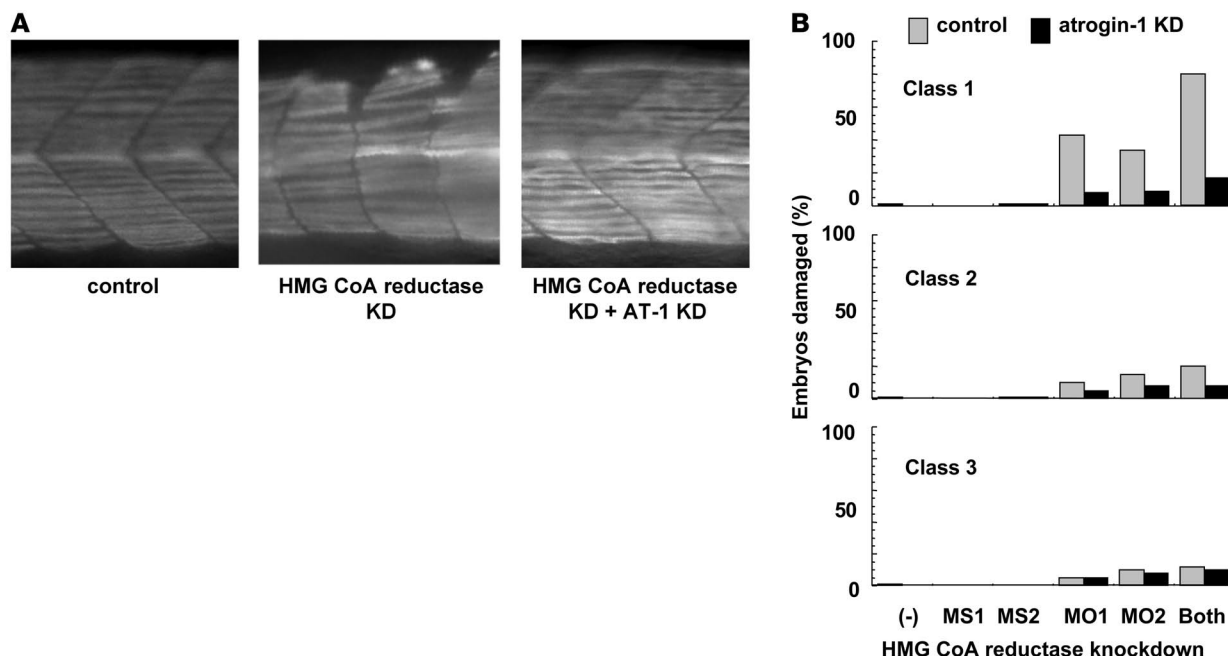 A
control
HMG CoA reductase
KD
HMG CoA reductase
KD + AT-1 KD
B
control atrogin-1 KD
Embryos damaged (%)
100
Class 1
50
0
100
Class 2
50
0
100
Class 3
50
0
(-) MS1 MS2 MO1 MO2 Both
HMG CoA reductase knockdown